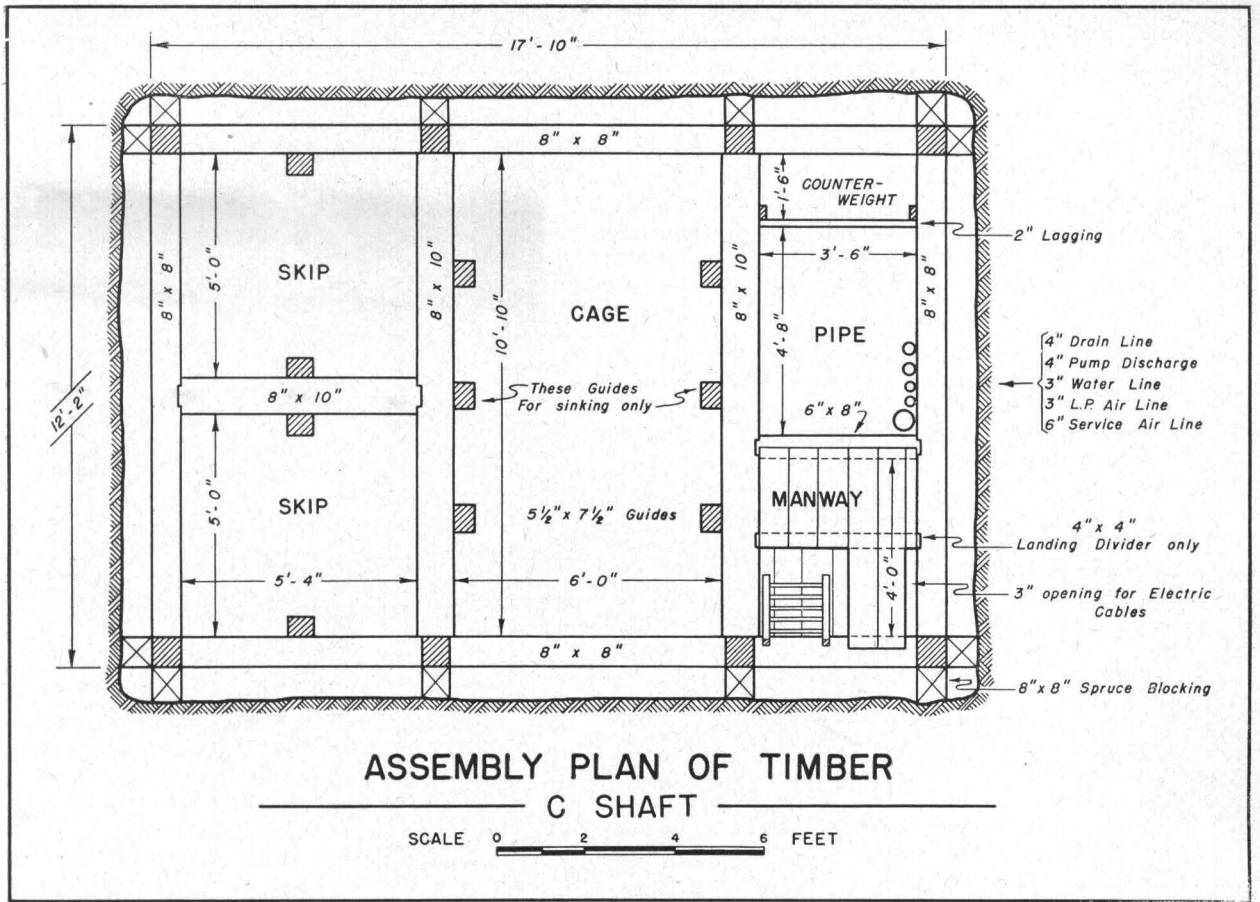 17'-10"
8" x 8"
5'-0"
SKIP
8" x 8"
8" x 10"
10'-10"
CAGE
1'-6"
COUNTER-
WEIGHT
2" Lagging
3'-6"
8" x 10"
8" x 8"
4'-8"
PIPE
4" Drain Line
4" Pump Discharge
3" Water Line
3" L.P. Air Line
6" Service Air Line
12'-2"
8" x 10"
These Guides
For sinking only
6" x 8"
5'-0"
SKIP
5½" x 7½" Guides
MANWAY
4" x 4"
Landing Divider only
5'-4"
6'-0"
4'-0"
3" opening for Electric
Cables
8" x 8"
8" x 8" Spruce Blocking
ASSEMBLY PLAN OF TIMBER
C SHAFT
SCALE 0 2 4 6 FEET